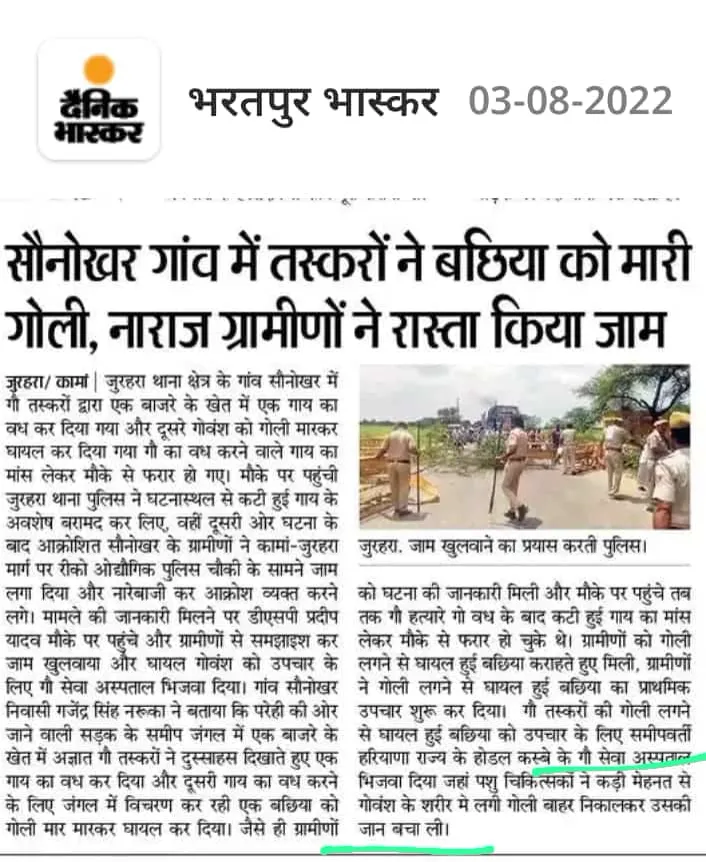 दैनिक
भास्कर
भरतपुर भास्कर 03-08-2022
सौनोखर गांव में तस्करों ने बछिया को मारी
गोली, नाराज ग्रामीणों ने रास्ता किया जाम
जुरहरा/ कामां | जुरहरा थाना क्षेत्र के गांव सौनोखर में
गौ तस्करों द्वारा एक बाजरे के खेत में एक गाय का
वध कर दिया गया और दूसरे गोवंश को गोली मारकर
घायल कर दिया गया गौ का वध करने वाले गाय का
मांस लेकर मौके से फरार हो गए। मौके पर पहुंची
जुरहरा थाना पुलिस ने घटनास्थल से कटी हुई गाय के
अवशेष बरामद कर लिए, वहीं दूसरी ओर घटना के
बाद आक्रोशित सौनोखर के ग्रामीणों ने कामां-जुरहरा
मार्ग पर रीको ओद्यौगिक पुलिस चौकी के सामने जाम
लगा दिया और नारेबाजी कर आक्रोश व्यक्त करने
लगे। मामले की जानकारी मिलने पर डीएसपी प्रदीप
यादव मौके पर पहुंचे और ग्रामीणों से समझाइश कर
जाम खुलवाया और घायल गोवंश को उपचार के
लिए गौ सेवा अस्पताल भिजवा दिया। गांव सौनोखर
निवासी गजेंद्र सिंह नरूका ने बताया कि परेही की ओर
जाने वाली सड़क के समीप जंगल में एक बाजरे के
खेत में अज्ञात गौ तस्करों ने दुस्साहस दिखाते हुए एक
गाय का वध कर दिया और दूसरी गाय का वध करने
के लिए जंगल में विचरण कर रही एक बछिया को
गोली मार मारकर घायल कर दिया। जैसे ही ग्रामीणों
जुरहरा. जाम खुलवाने का प्रयास करती पुलिस।
को घटना की जानकारी मिली और मौके पर पहुंचे तब
तक गौ हत्यारे गो वध के बाद कटी हुई गाय का मांस
लेकर मौके से फरार हो चुके थे। ग्रामीणों को गोली
लगने से घायल हुई बछिया कराहते हुए मिली, ग्रामीणों
ने गोली लगने से घायल हुई बछिया का प्राथमिक
उपचार शुरू कर दिया। गौ तस्करों की गोली लगने
से घायल हुई बछिया को उपचार के लिए समीपवर्ती
हरियाणा राज्य के होडल कस्बे के गौ सेवा अस्पताल
भिजवा दिया जहां पशु चिकित्सकों ने कड़ी मेहनत से
गोवंश के शरीर मे लगी गोली बाहर निकालकर उसकी
जान बचा ली।